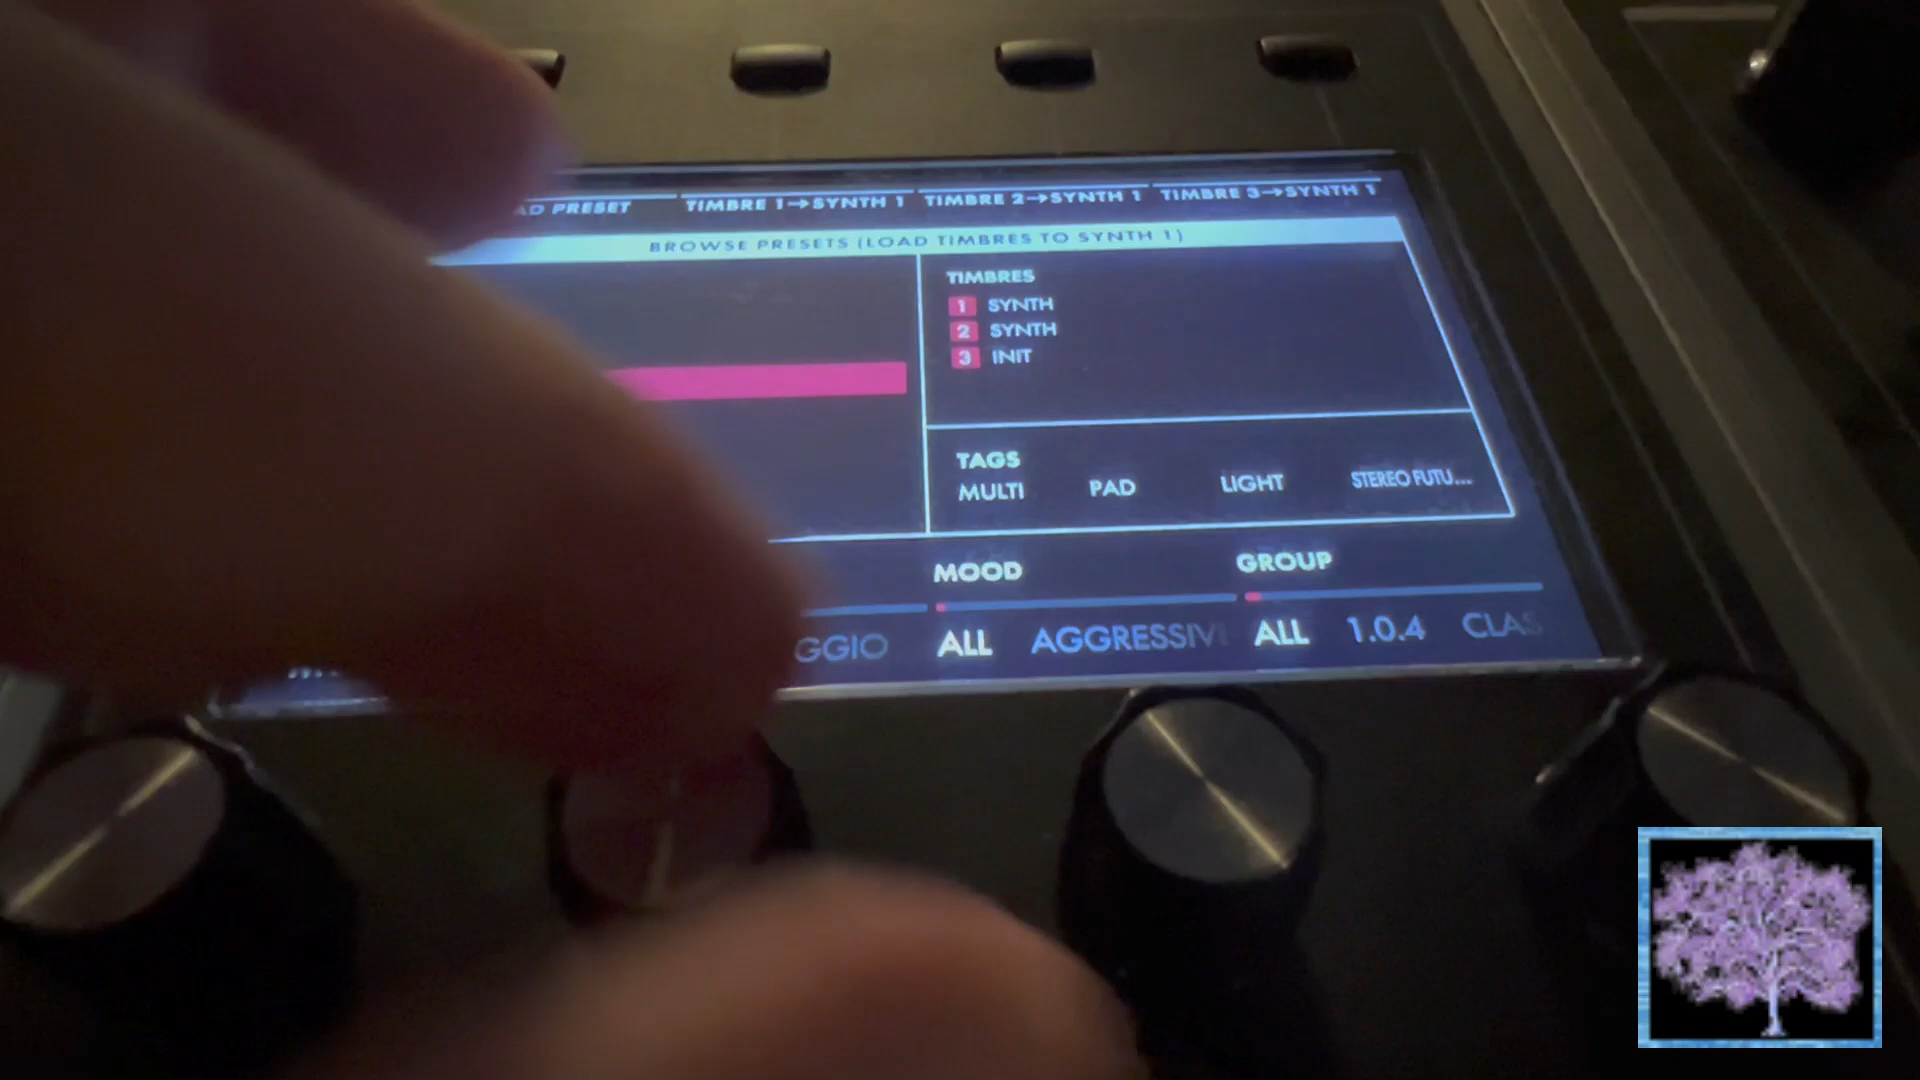 AD PRESET TIMBRE 1→SYNTH 1 TIMBRE 2→SYNTH 1 TIMBRE 3→SYNTH 1
BROWSE PRESETS (LOAD TIMBRES TO SYNTH 1)
TIMBRES
1 SYNTH
2 SYNTH
3 INIT
TAGS
MULTI PAD LIGHT STEREO FUTU...
MOOD GROUP
GGIO ALL AGGRESSIV ALL 1.0.4 CLAS